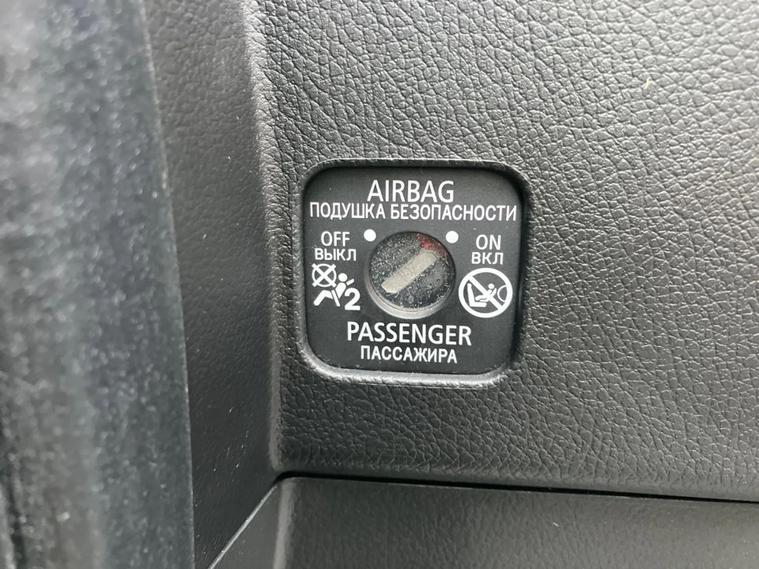 AIRBAG
ПОДУШКА БЕЗОПАСНОСТИ
OFF
ВЫКЛ
ON
ВКЛ
2
PASSENGER
ПАССАЖИРА